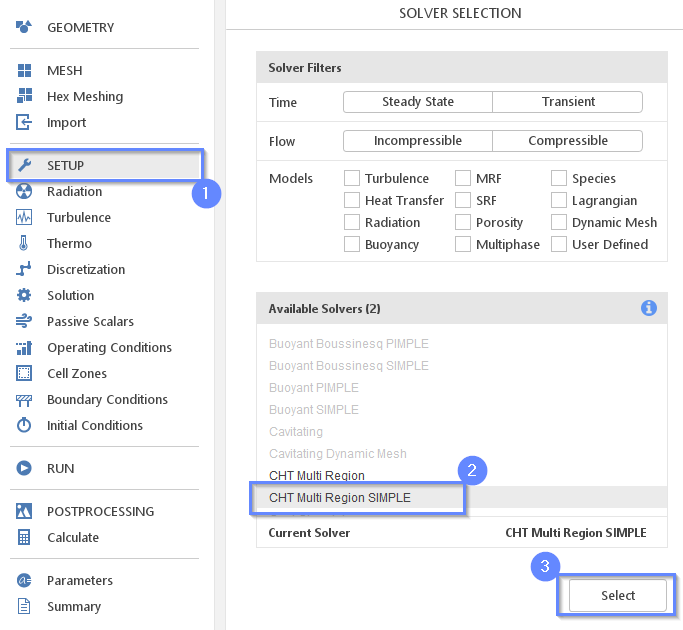 GEOMETRY
MESH
Hex Meshing
Import
SETUP
1
Radiation
Turbulence
Thermo
Discretization
Solution
Passive Scalars
Operating Conditions
Cell Zones
Boundary Conditions
Initial Conditions
RUN
POSTPROCESSING
Calculate
Parameters
Summary
SOLVER SELECTION
Solver Filters
Time Steady State Transient
Flow Incompressible Compressible
Models Turbulence MRF Species
Heat Transfer SRF Lagrangian
Radiation Porosity Dynamic Mesh
Buoyancy Multiphase User Defined
Available Solvers (2)
Buoyant Boussinesq PIMPLE
Buoyant Boussinesq SIMPLE
Buoyant PIMPLE
Buoyant SIMPLE
Cavitating
Cavitating Dynamic Mesh
CHT Multi Region
2
CHT Multi Region SIMPLE
Current Solver CHT Multi Region SIMPLE
3
Select